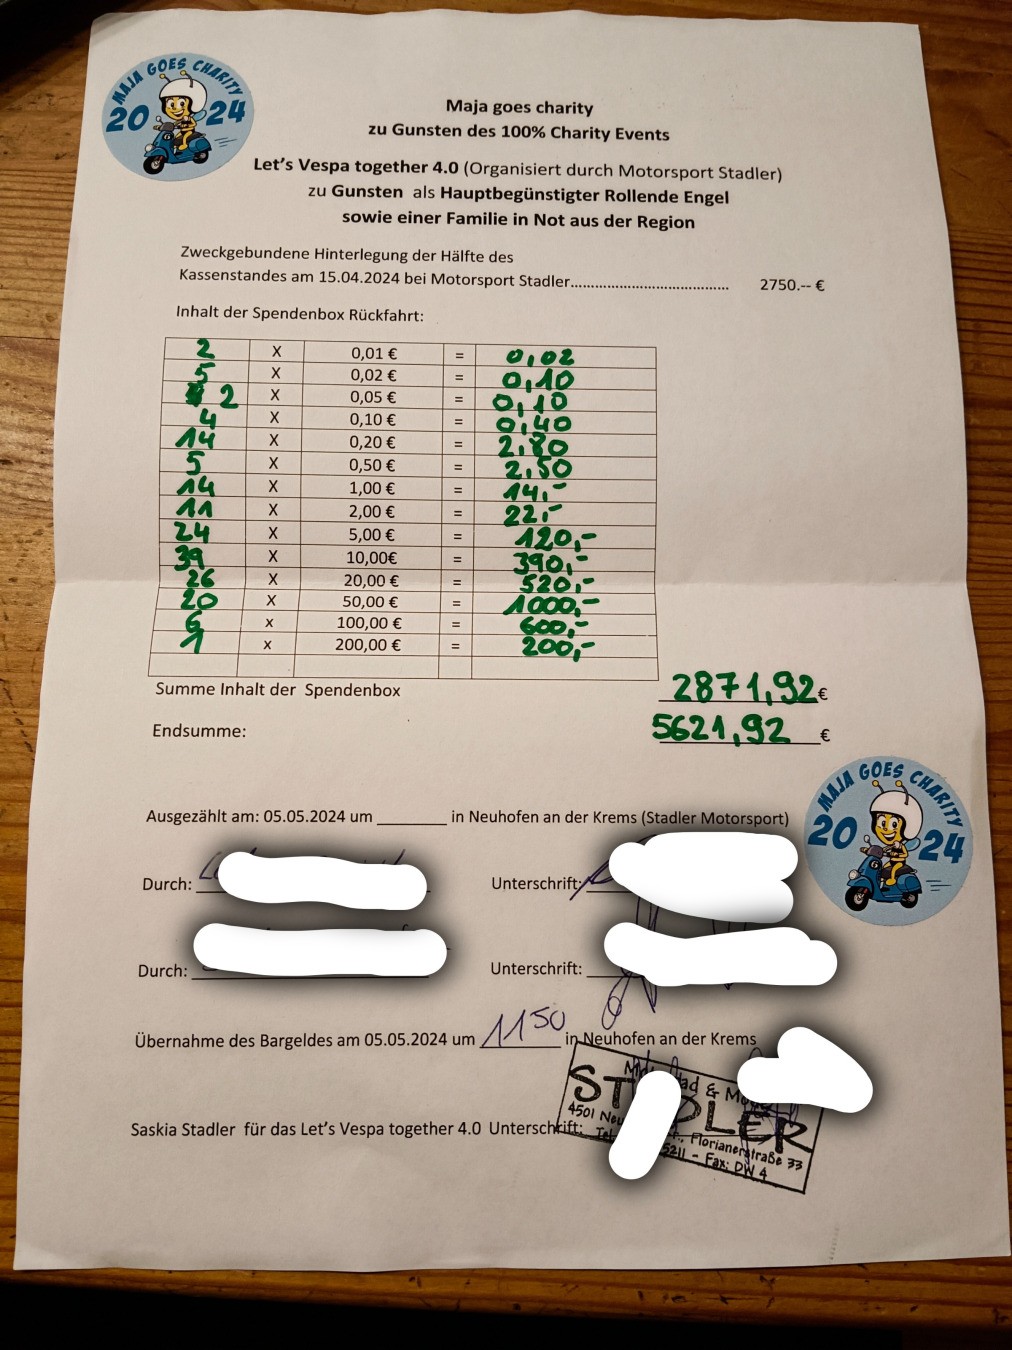 MAJA GOES CHARITY
2024
Maja goes charity
zu Gunsten des 100% Charity Events
Let's Vespa together 4.0 (Organisiert durch Motorsport Stadler)
zu Gunsten als Hauptbegünstigter Rollende Engel
sowie einer Familie in Not aus der Region
Zweckgebundene Hinterlegung der Hälfte des
Kassenstandes am 15.04.2024 bei Motorsport Stadler...................................... 2750.-- €
Inhalt der Spendenbox Rückfahrt:
2 X 0,01 € = 0,02
5 X 0,02 € = 0,10
2 X 0,05 € = 0,10
4 X 0,10 € = 0,40
14 X 0,20 € = 2,80
5 X 0,50 € = 2,50
14 X 1,00 € = 14,-
11 X 2,00 € = 22,-
24 X 5,00 € = 120,-
39 X 10,00€ = 390,-
26 X 20,00 € = 520,-
20 X 50,00 € = 1000,-
6 x 100,00 € = 600,-
1 x 200,00 € = 200,-
Summe Inhalt der Spendenbox 2871,92 €
Endsumme: 5621,92 €
MAJA GOES CHARITY
2024
Ausgezählt am: 05.05.2024 um ________ in Neuhofen an der Krems (Stadler Motorsport)
Durch: Unterschrift:
Durch: Unterschrift:
Übernahme des Bargeldes am 05.05.2024 um 11 50 in Neuhofen an der Krems
Saskia Stadler für das Let's Vespa together 4.0 Unterschrift:
4501
Florianerstraße 33
5211 - Fax: DW 4